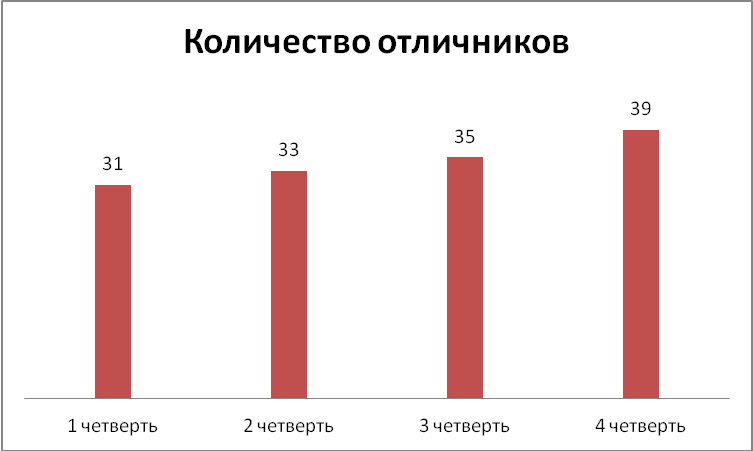 Количество отличников
31
33
35
39
1 четверть
2 четверть
3 четверть
4 четверть